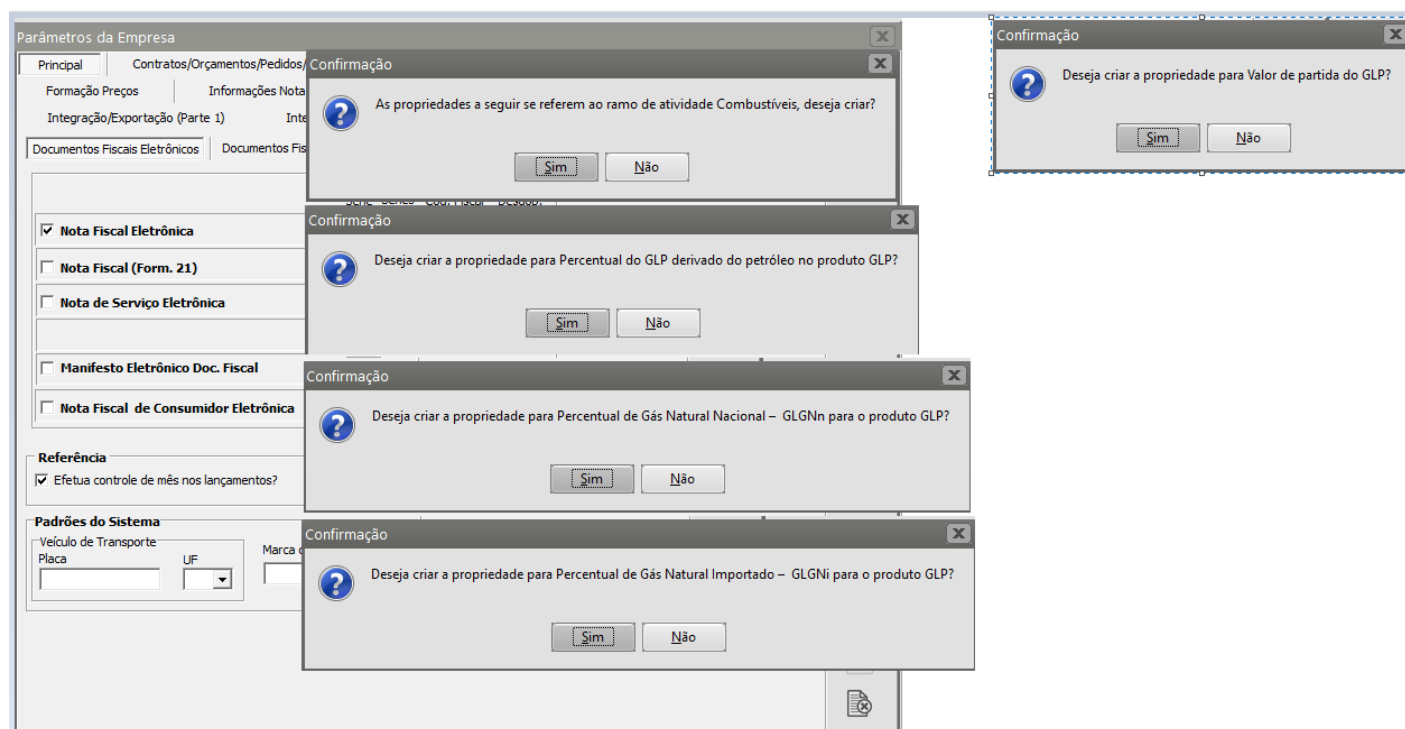 Parâmetros da Empresa
Principal
Contratos/Orçamentos/Pedidos/
Formação Preços
Informações Nota
Integração/Exportação (Parte 1)
Inte
Documentos Fiscais Eletrônicos
Documentos Fis
Nota Fiscal Eletrônica
Nota Fiscal (Form. 21)
Nota de Serviço Eletrônica
Manifesto Eletrônico Doc. Fiscal
Nota Fiscal de Consumidor Eletrônica
Referência
Efetua controle de mês nos lançamentos?
Padrões do Sistema
Veículo de Transporte
Placa
UF
Marca
Confirmação
As propriedades a seguir se referem ao ramo de atividade Combustíveis, deseja criar?
Sim
Não
Confirmação
Deseja criar a propriedade para Percentual do GLP derivado do petróleo no produto GLP?
Sim
Não
Confirmação
Deseja criar a propriedade para Percentual de Gás Natural Nacional – GLGNn para o produto GLP?
Sim
Não
Confirmação
Deseja criar a propriedade para Percentual de Gás Natural Importado – GLGNi para o produto GLP?
Sim
Não
Confirmação
Deseja criar a propriedade para Valor de partida do GLP?
Sim
Não